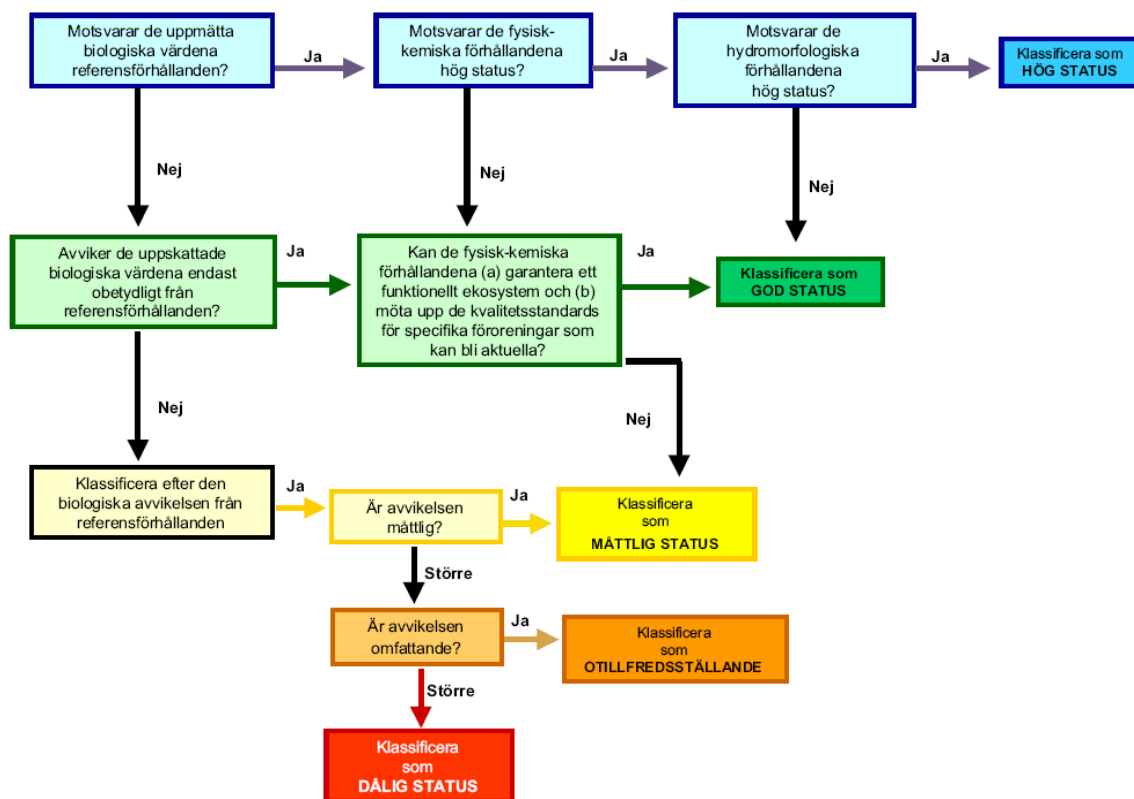 Motsvarar de uppmätta
biologiska värdena
referensförhållanden?
Ja
Motsvarar de fysisk-
kemiska förhållandena
hög status?
Ja
Motsvarar de
hydromorfologiska
förhållandena
hög status?
Ja
Klassificera som
HÖG STATUS
Nej
Nej
Nej
Avviker de uppskattade
biologiska värdena endast
obetydligt från
referensförhållanden?
Ja
Kan de fysisk-kemiska
förhållandena (a) garantera ett
funktionellt ekosystem och (b)
möta upp de kvalitetsstandards
för specifika föroreningar som
kan bli aktuella?
Ja
Klassificera som
GOD STATUS
Nej
Nej
Klassificera efter den
biologiska avvikelsen från
referensförhållanden
Ja
Är avvikelsen
måttlig?
Ja
Klassificera
som
MÅTTLIG STATUS
Större
Är avvikelsen
omfattande?
Ja
Klassificera
som
OTILLFREDSSTÄLLANDE
Större
Klassificera
som
DÅLIG STATUS